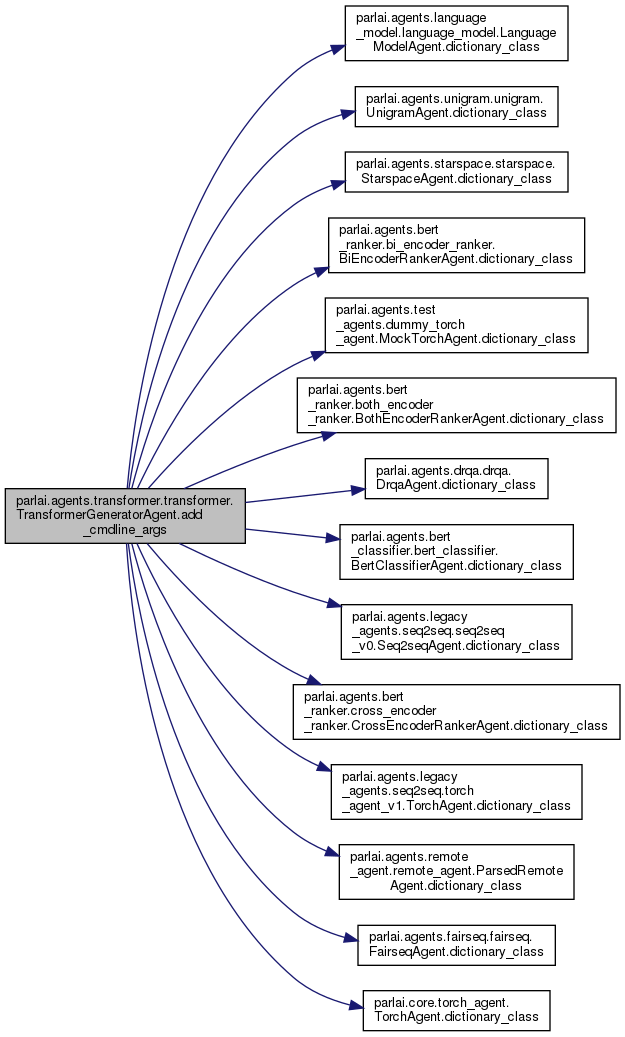 parlai.agents.language
_model.language_model.Language
ModelAgent.dictionary_class
parlai.agents.unigram.unigram.
UnigramAgent.dictionary_class
parlai.agents.starspace.starspace.
StarspaceAgent.dictionary_class
parlai.agents.bert
_ranker.bi_encoder_ranker.
BiEncoderRankerAgent.dictionary_class
parlai.agents.test
_agents.dummy_torch
_agent.MockTorchAgent.dictionary_class
parlai.agents.bert
_ranker.both_encoder
_ranker.BothEncoderRankerAgent.dictionary_class
parlai.agents.drqa.drqa.
DrqaAgent.dictionary_class
parlai.agents.transformer.transformer.
TransformerGeneratorAgent.add
_cmdline_args
parlai.agents.bert
_classifier.bert_classifier.
BertClassifierAgent.dictionary_class
parlai.agents.legacy
_agents.seq2seq.seq2seq
_v0.Seq2seqAgent.dictionary_class
parlai.agents.bert
_ranker.cross_encoder
_ranker.CrossEncoderRankerAgent.dictionary_class
parlai.agents.legacy
_agents.seq2seq.torch
_agent_v1.TorchAgent.dictionary_class
parlai.agents.remote
_agent.remote_agent.ParsedRemote
Agent.dictionary_class
parlai.agents.fairseq.fairseq.
FairseqAgent.dictionary_class
parlai.core.torch_agent.
TorchAgent.dictionary_class